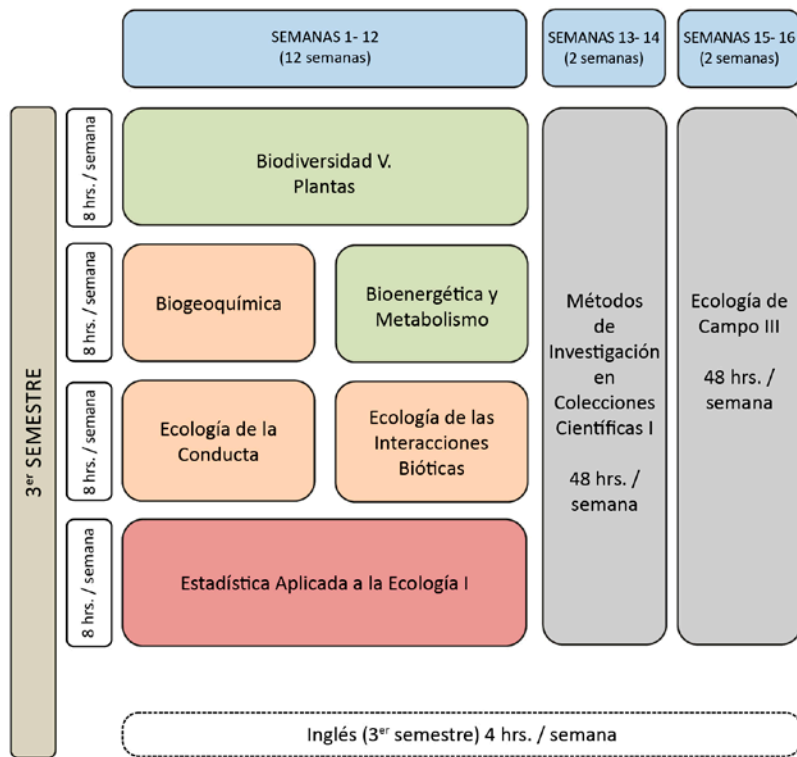 SEMANAS 1- 12
(12 semanas)
SEMANAS 13- 14
(2 semanas)
SEMANAS 15- 16
(2 semanas)
3er SEMESTRE
8 hrs. / semana
Biodiversidad V.
Plantas
8 hrs. / semana
Biogeoquímica
Bioenergética y
Metabolismo
8 hrs. / semana
Ecología de la
Conducta
Ecología de las
Interacciones
Bióticas
8 hrs. / semana
Estadística Aplicada a la Ecología I
Métodos
de
Investigación
en
Colecciones
Científicas I
48 hrs. /
semana
Ecología de
Campo III
48 hrs. /
semana
Inglés (3er semestre) 4 hrs. / semana